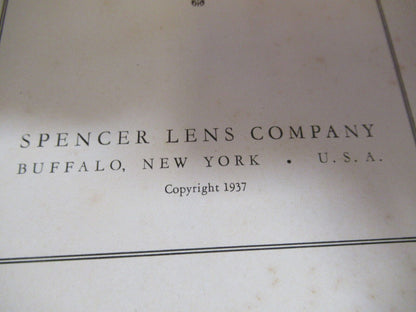 SPENCER LENS COMPANY
BUFFALO, NEW YORK • U. S. A.
Copyright 1937